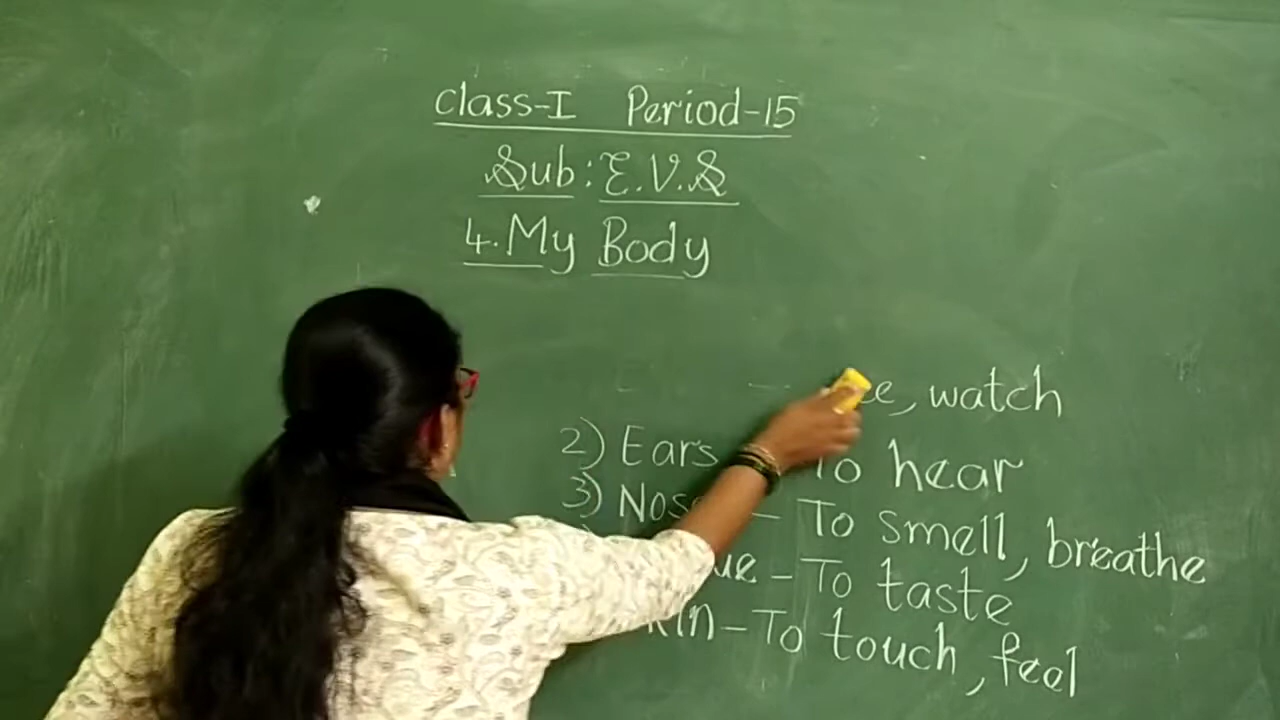 Class-I Period-15
Sub: E.V.S
4. My Body
- watch
2) Ears To hear
3) Nose - To smell, breathe
- To taste
- To touch, feel